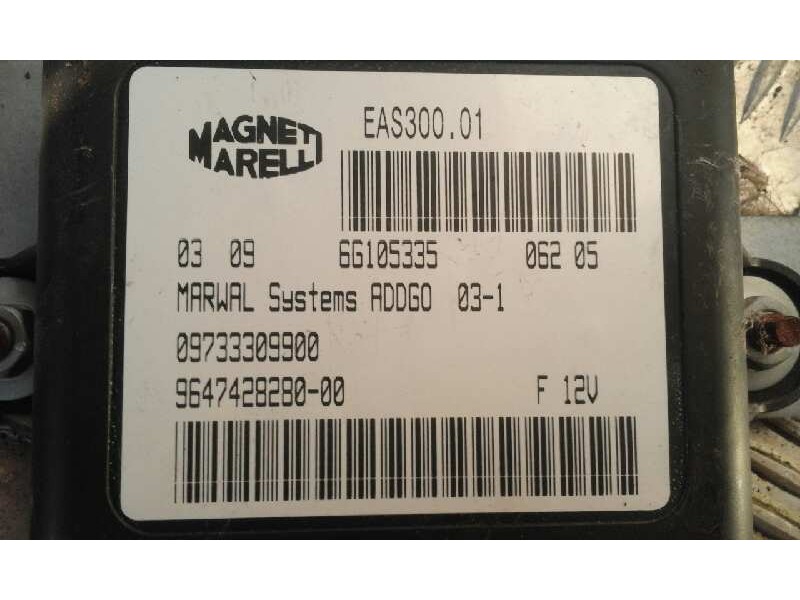 MAGNETI
MARELLI
EAS300.01
03 09 6G105335 062 05
MARWAL Systems ADDGO 03-1
09733309900
9647428280-00 F 12V